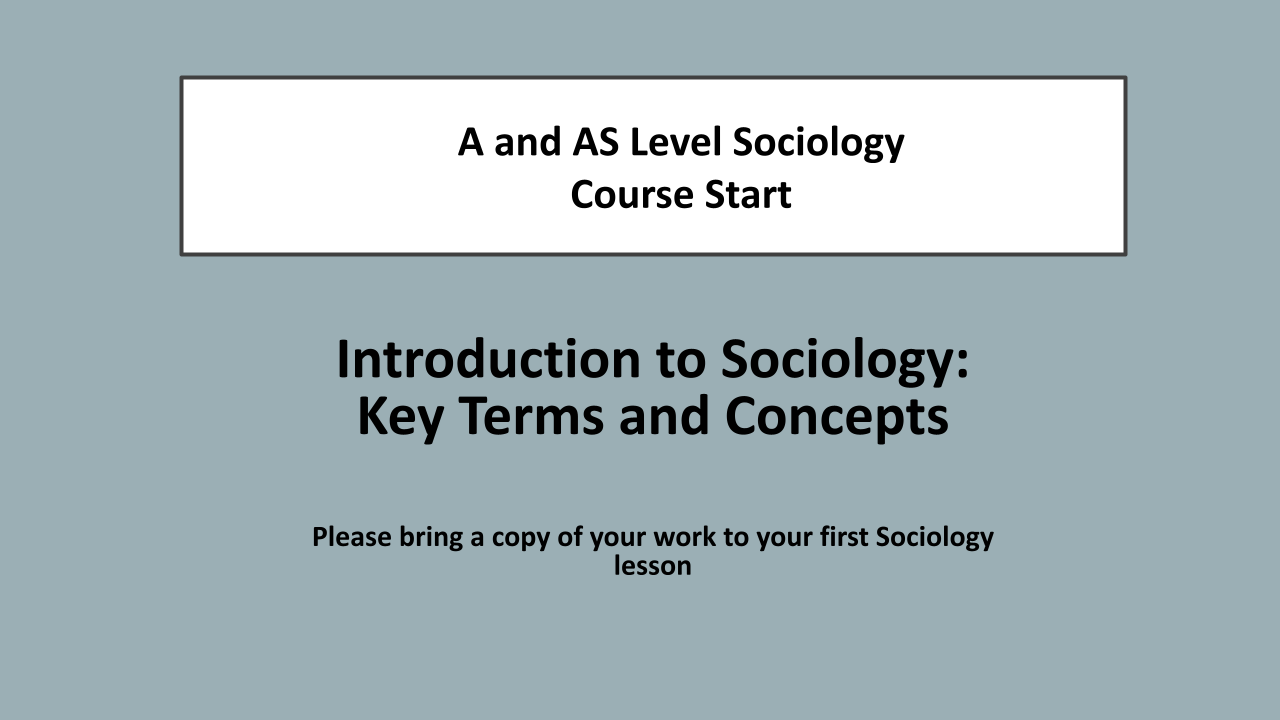 A and AS Level Sociology
Course Start
Introduction to Sociology:
Key Terms and Concepts
Please bring a copy of your work to your first Sociology
lesson